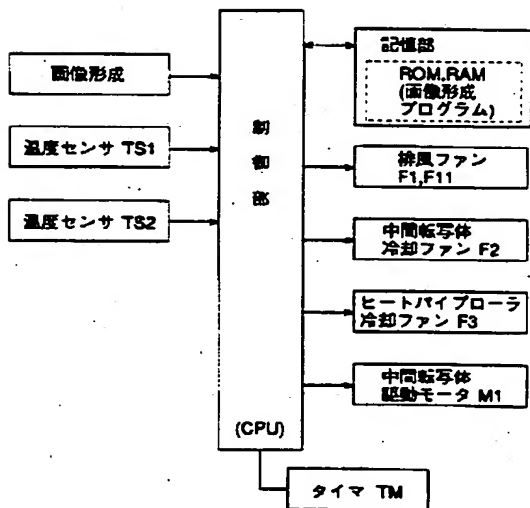 画像形成
温度センサ TS1
温度センサ TS2
制
御
部
(CPU)
記憶部
ROM.RAM
(画像形成
プログラム)
排風ファン
F1,F11
中間転写体
冷却ファン F2
ヒートパイプローラ
冷却ファン F3
中間転写体
駆動モータ M1
タイマ TM